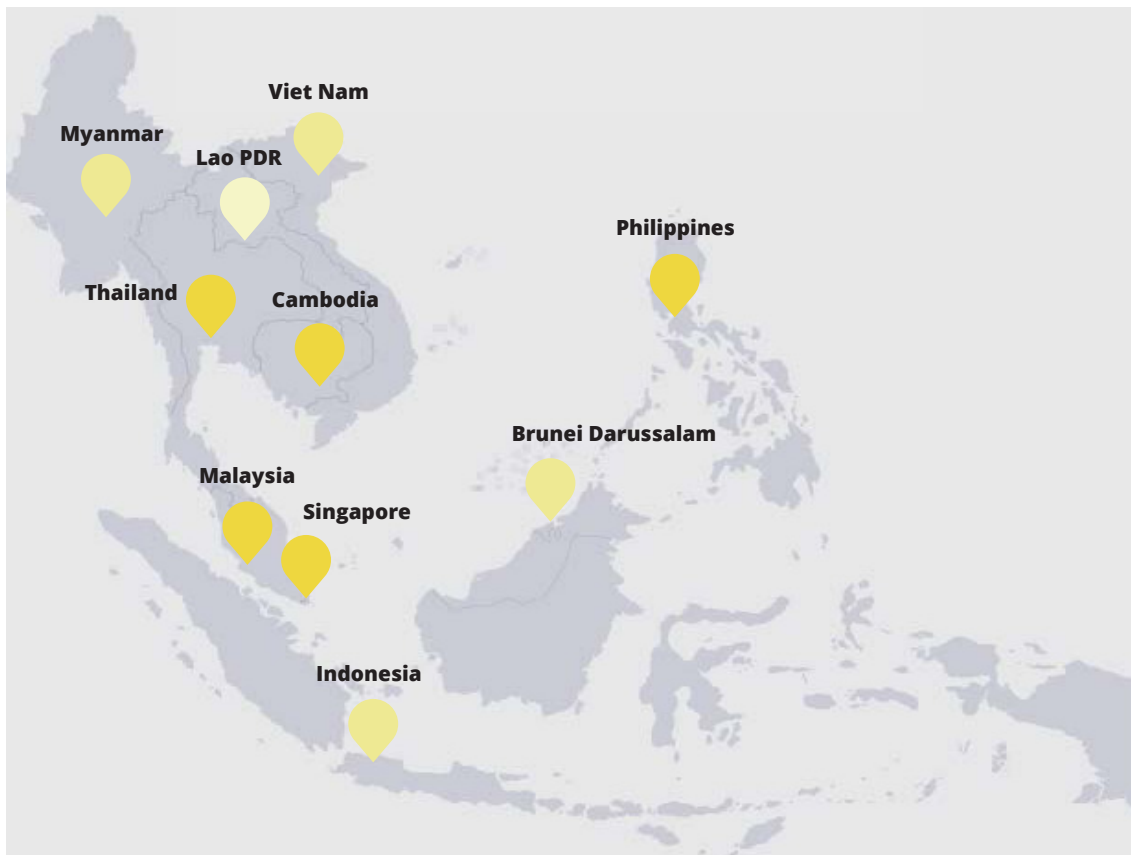 Viet Nam
Myanmar
Lao PDR
Philippines
Thailand
Cambodia
Brunei Darussalam
Malaysia
Singapore
Indonesia